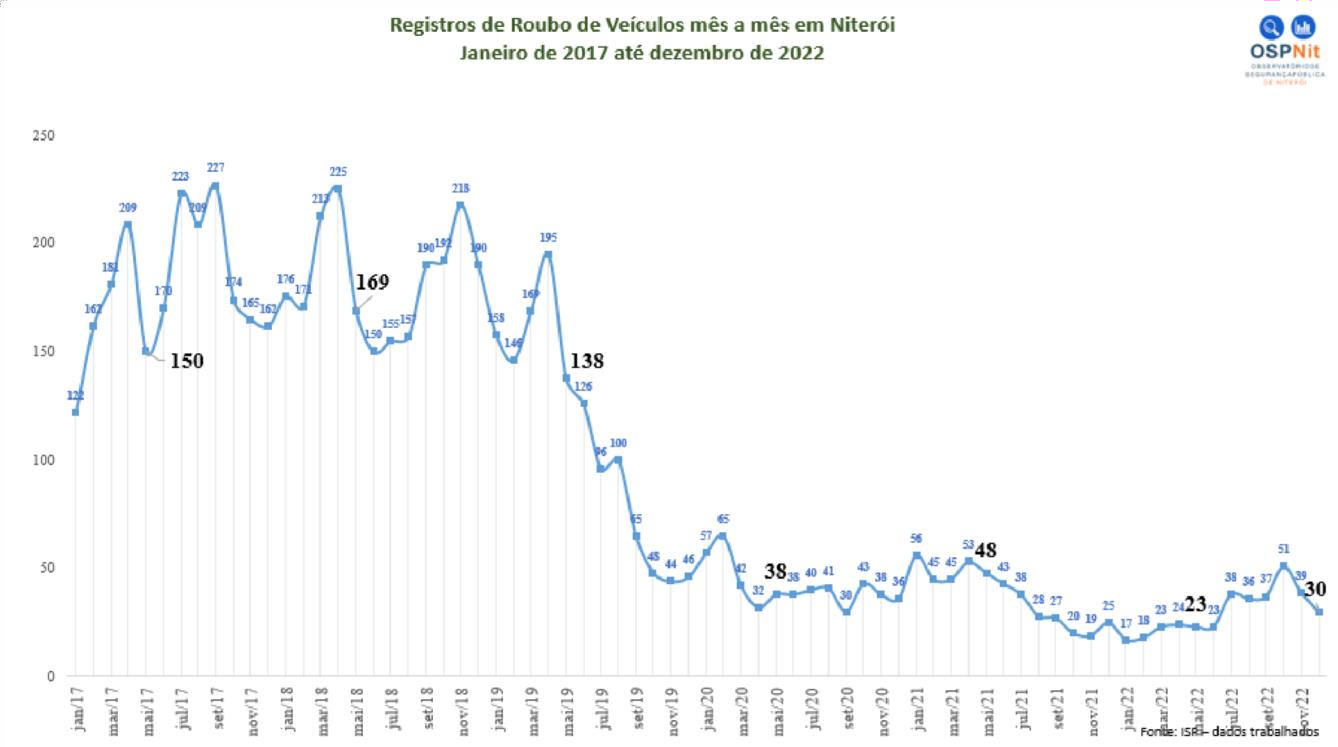 Registros de Roubo de Veículos mês a mês em Niterói
Janeiro de 2017 até dezembro de 2022
OSPNit
OBSERVATÓRIO DE
SEGURANÇA PÚBLICA
DE NITERÓI
250
200
150
100
50
0
122
162
181
209
150
170
223
209
227
174
165
162
176
171
213
225
169
150
155
157
190
192
218
190
158
146
169
195
138
126
96
100
65
48
44
46
57
65
42
32
38
38
40
41
30
43
38
36
56
45
45
53
48
43
38
28
27
20
19
25
17
18
23
24
23
23
38
36
37
51
39
30
jan/17
mar/17
mai/17
jul/17
set/17
nov/17
jan/18
mar/18
mai/18
jul/18
set/18
nov/18
jan/19
mar/19
mai/19
jul/19
set/19
nov/19
jan/20
mar/20
mai/20
jul/20
set/20
nov/20
jan/21
mar/21
mai/21
jul/21
set/21
nov/21
jan/22
mar/22
mai/22
jul/22
set/22
nov/22
Fonte: ISP – dados trabalhados